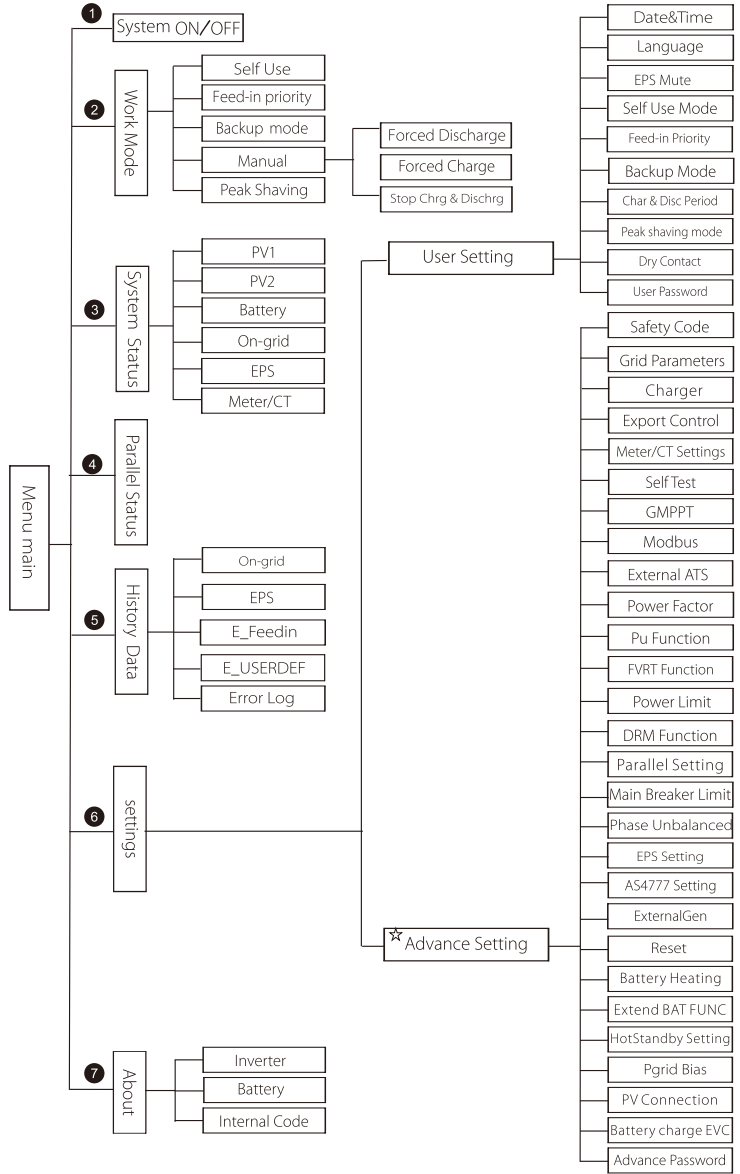 Menu main
1
System ON/OFF
2
Work Mode
Self Use
Feed-in priority
Backup mode
Manual
Peak Shaving
Forced Discharge
Forced Charge
Stop Chrg & Dischrg
3
System Status
PV1
PV2
Battery
On-grid
EPS
Meter/CT
4
Parallel Status
5
History Data
On-grid
EPS
E_Feedin
E_USERDEF
Error Log
6
settings
User Setting
Date&Time
Language
EPS Mute
Self Use Mode
Feed-in Priority
Backup Mode
Char & Disc Period
Peak shaving mode
Dry Contact
User Password
☆Advance Setting
Safety Code
Grid Parameters
Charger
Export Control
Meter/CT Settings
Self Test
GMPPT
Modbus
External ATS
Power Factor
Pu Function
FVRT Function
Power Limit
DRM Function
Parallel Setting
Main Breaker Limit
Phase Unbalanced
EPS Setting
AS4777 Setting
ExternalGen
Reset
Battery Heating
Extend BAT FUNC
HotStandby Setting
Pgrid Bias
PV Connection
Battery charge EVC
Advance Password
7
About
Inverter
Battery
Internal Code